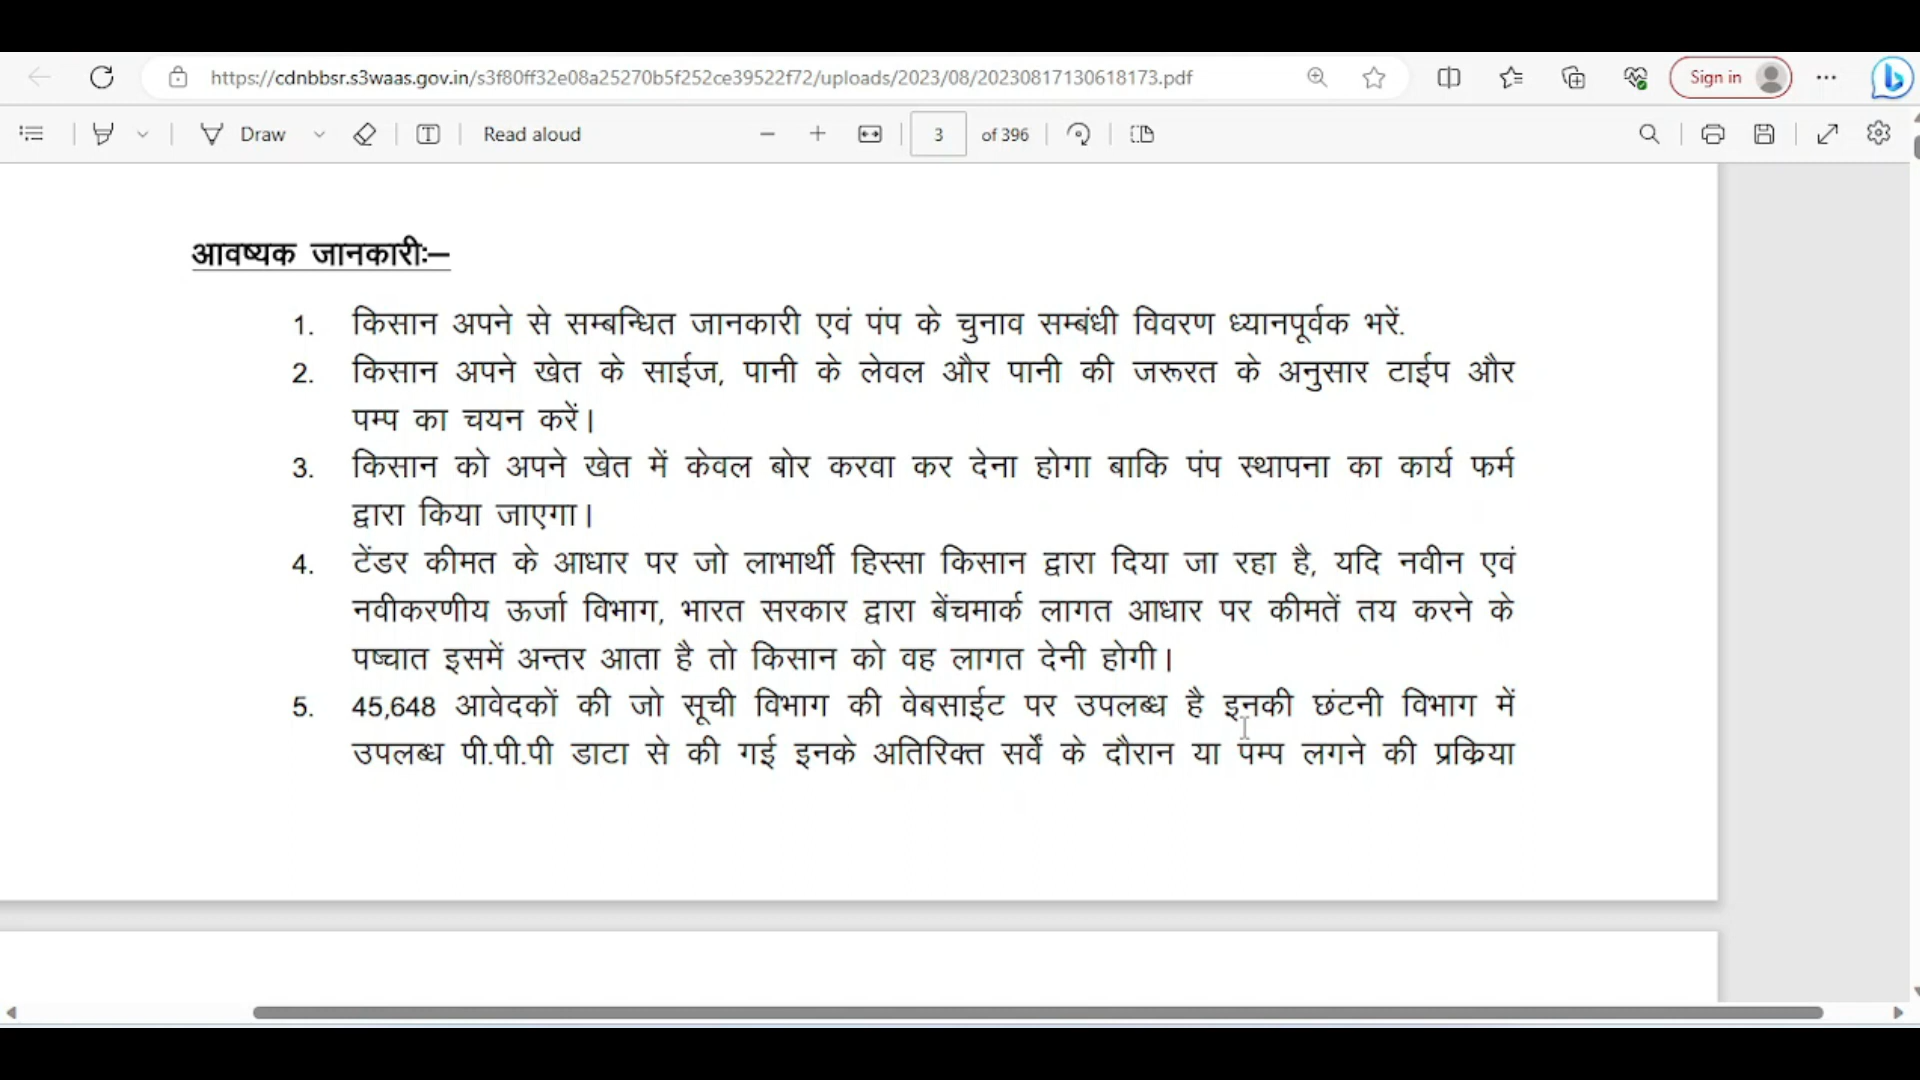 https://cdnbbsr.s3waas.gov.in/s3f80ff32e08a25270b5f252ce39522f72/uploads/2023/08/20230817130618173.pdf
Sign in
Draw
Read aloud
3 of 396
आवष्यक जानकारीः–
1. किसान अपने से सम्बन्धित जानकारी एवं पंप के चुनाव सम्बंधी विवरण ध्यानपूर्वक भरें.
2. किसान अपने खेत के साईज, पानी के लेवल और पानी की जरूरत के अनुसार टाईप और
पम्प का चयन करें।
3. किसान को अपने खेत में केवल बोर करवा कर देना होगा बाकि पंप स्थापना का कार्य फर्म
द्वारा किया जाएगा।
4. टेंडर कीमत के आधार पर जो लाभार्थी हिस्सा किसान द्वारा दिया जा रहा है, यदि नवीन एवं
नवीकरणीय ऊर्जा विभाग, भारत सरकार द्वारा बेंचमार्क लागत आधार पर कीमतें तय करने के
पष्चात इसमें अन्तर आता है तो किसान को वह लागत देनी होगी।
5. 45,648 आवेदकों की जो सूची विभाग की वेबसाईट पर उपलब्ध है इनकी छंटनी विभाग में
उपलब्ध पी.पी.पी डाटा से की गई इनके अतिरिक्त सर्वें के दौरान या पम्प लगने की प्रक्रिया